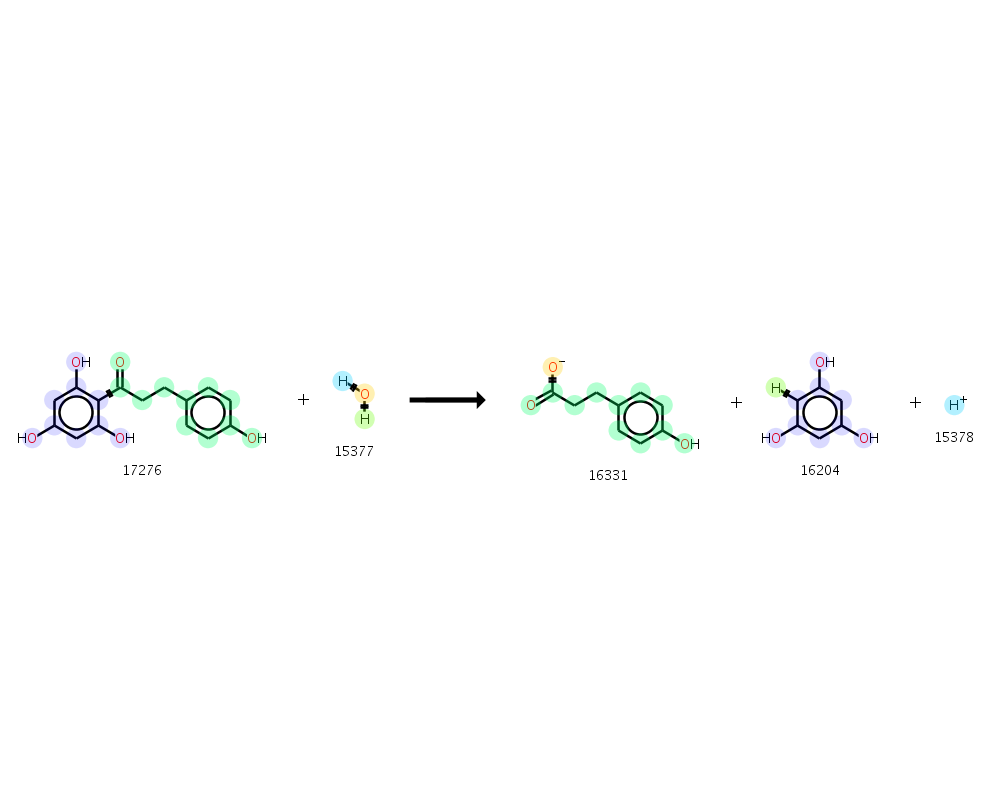 OH O
HO OH OH
17276
+
H O H
15377
O⁻
O OH
16331
+
H OH
HO OH
16204
+
H⁺
15378